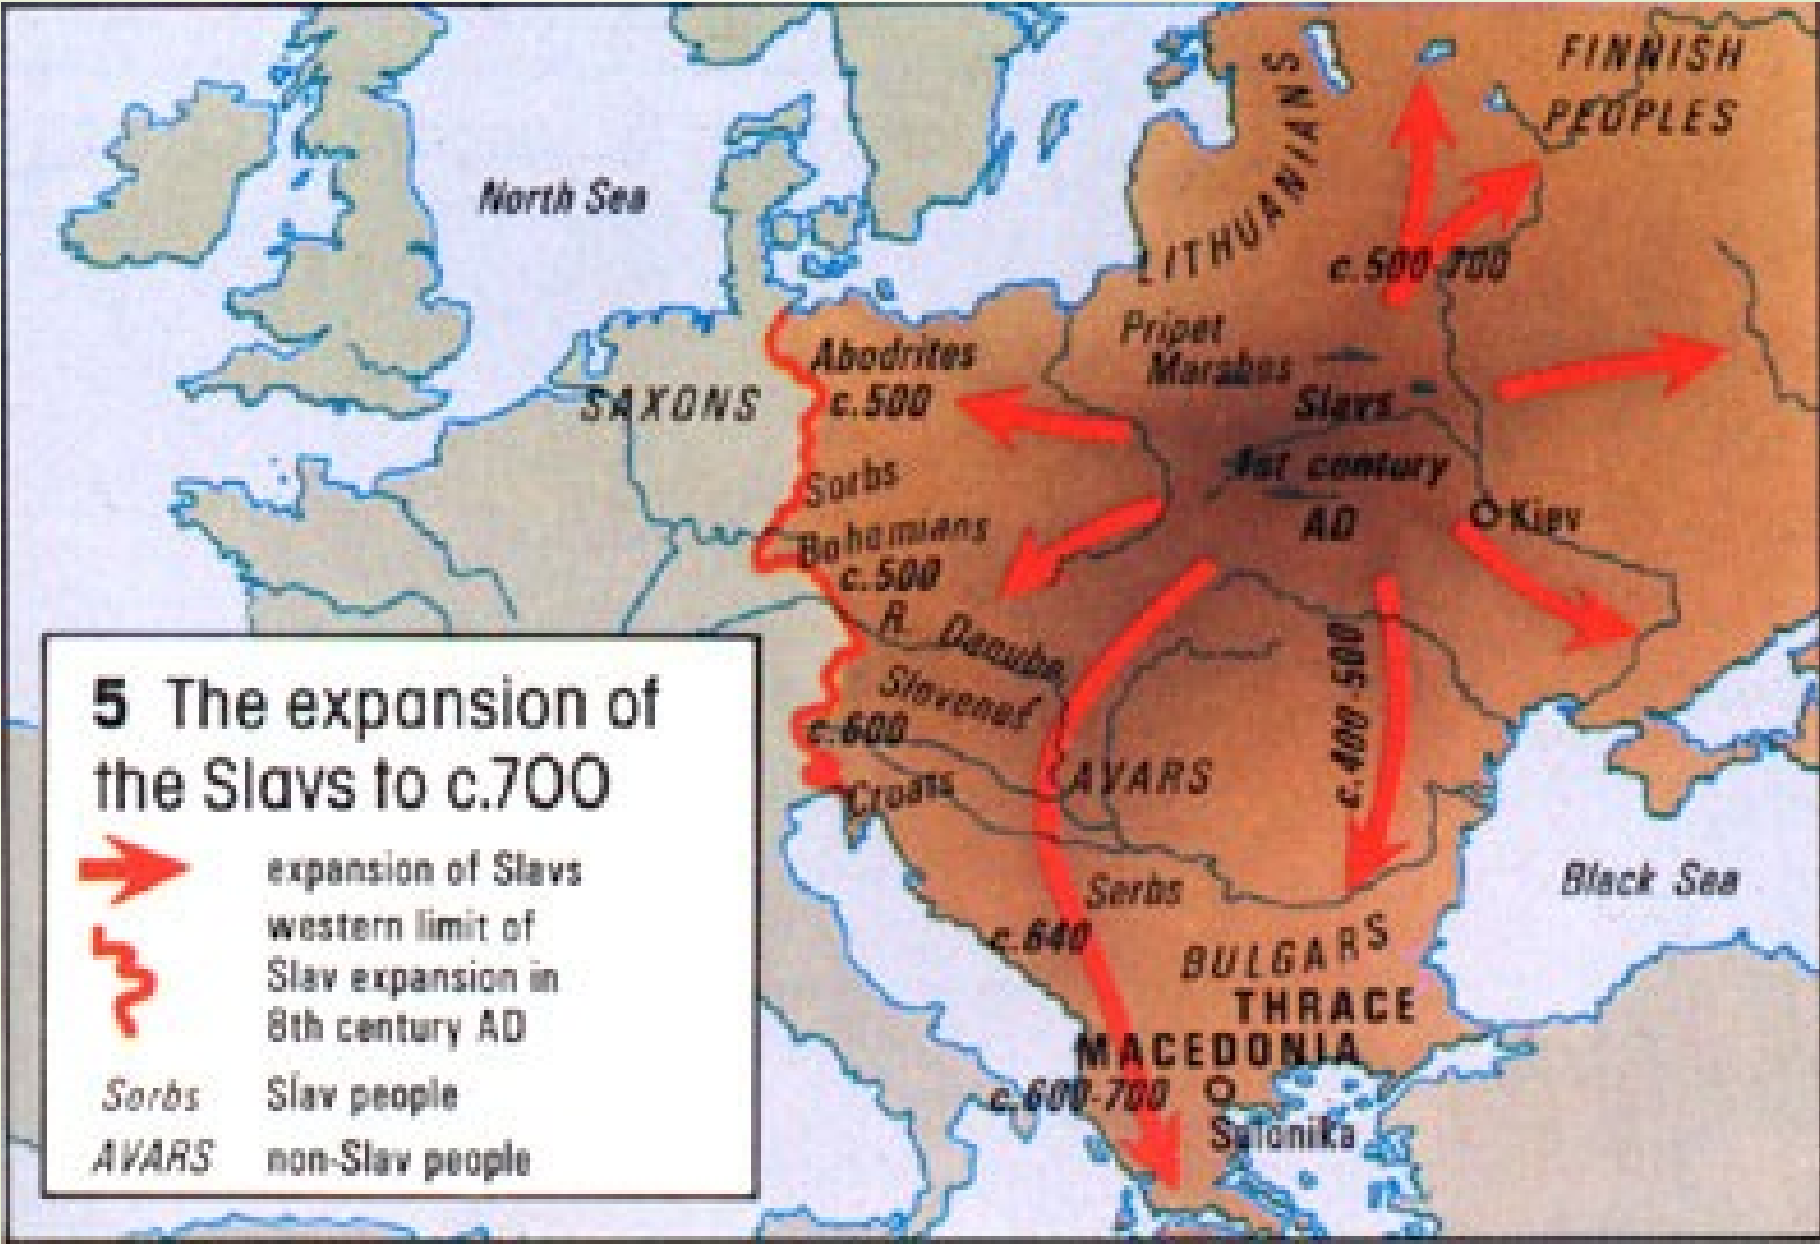 FINNISH
PEOPLES
LITHUANIANS
North Sea
c.500-700
Pripet
Marshes
Abodrites
c.500
SAXONS
Slavs
1st century
AD
Sorbs
Kiev
Bohemians
c.500
R. Danube
Slovenes
c.600
c.400-500
AVARS
Croats
Serbs
c.640
Black Sea
BULGARS
THRACE
MACEDONIA
c.600-700
Salonika
5 The expansion of
the Slavs to c.700
expansion of Slavs
western limit of
Slav expansion in
8th century AD
Sorbs Slav people
AVARS non-Slav people